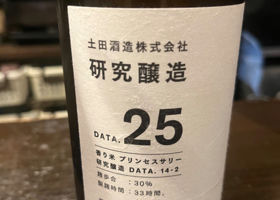 土田酒造株式会社
研究醸造
DATA. 25
香り米 プリンセスサリー
研究醸造 DATA. 14-2
精歩合 : 30%
製麹時間 : 33時間。